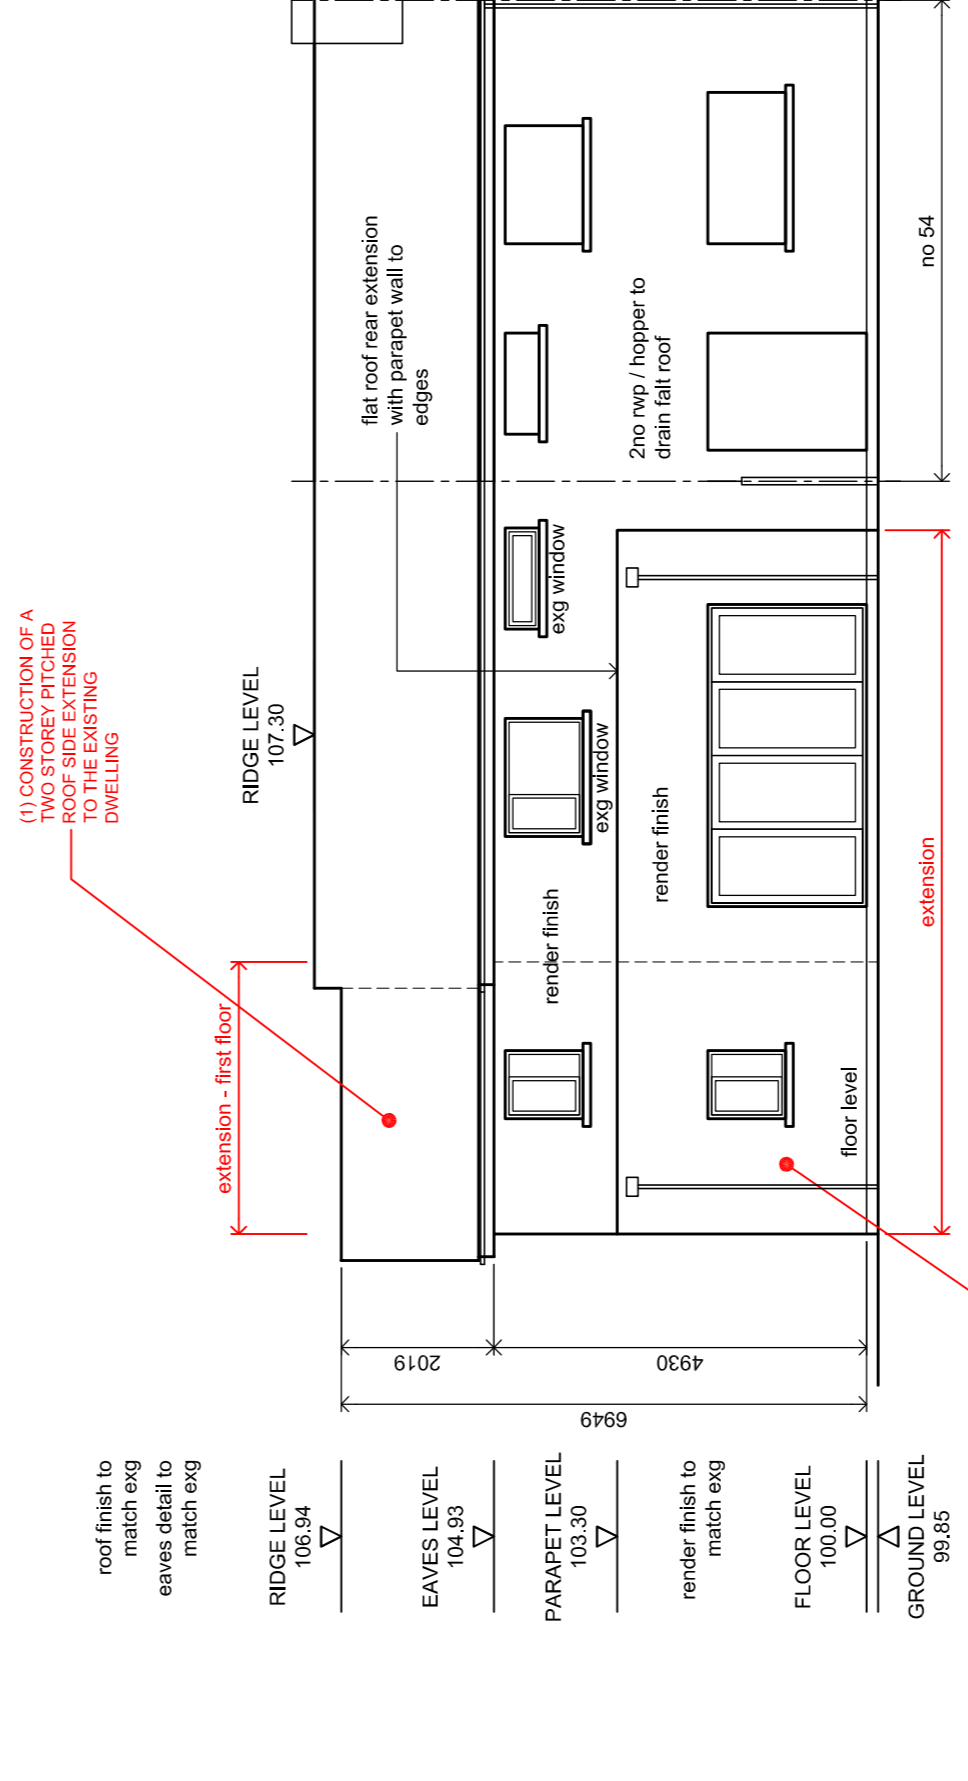 (1) CONSTRUCTION OF A
TWO STOREY PITCHED
ROOF SIDE EXTENSION
TO THE EXISTING
DWELLING
roof finish to
match exg
eaves detail to
match exg
RIDGE LEVEL
106.94
EAVES LEVEL
104.93
PARAPET LEVEL
103.30
render finish to
match exg
FLOOR LEVEL
100.00
GROUND LEVEL
99.85
2019
4930
6949
extension - first floor
RIDGE LEVEL
107.30
flat roof rear extension
with parapet wall to
edges
render finish
exg window
exg window
2no rwp / hopper to
drain falt roof
render finish
floor level
extension
no 54